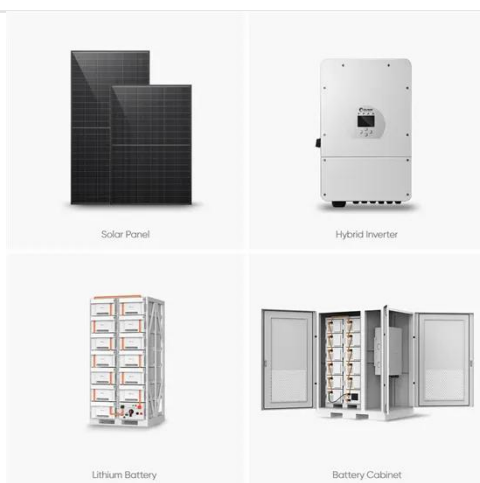 Solar Panel
Hybrid Inverter
Lithium Battery
Battery Cabinet